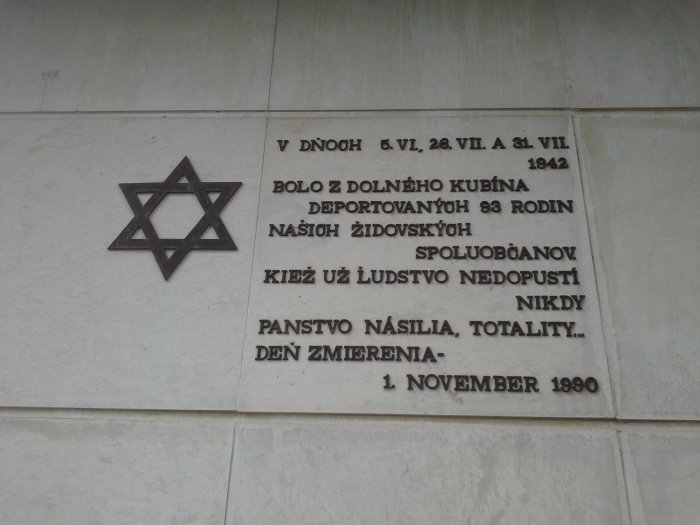 V DŇOCH 5. VI., 26. VII. A 31. VII.
1942
BOLO Z DOLNÉHO KUBÍNA
DEPORTOVANÝCH 93 RODIN
NAŠICH ŽIDOVSKÝCH
SPOLUOBČANOV.
KIEŽ UŽ ĽUDSTVO NEDOPUSTÍ
NIKDY
PANSTVO NÁSILIA, TOTALITY...
DEŇ ZMIERENIA-
1. NOVEMBER 1990